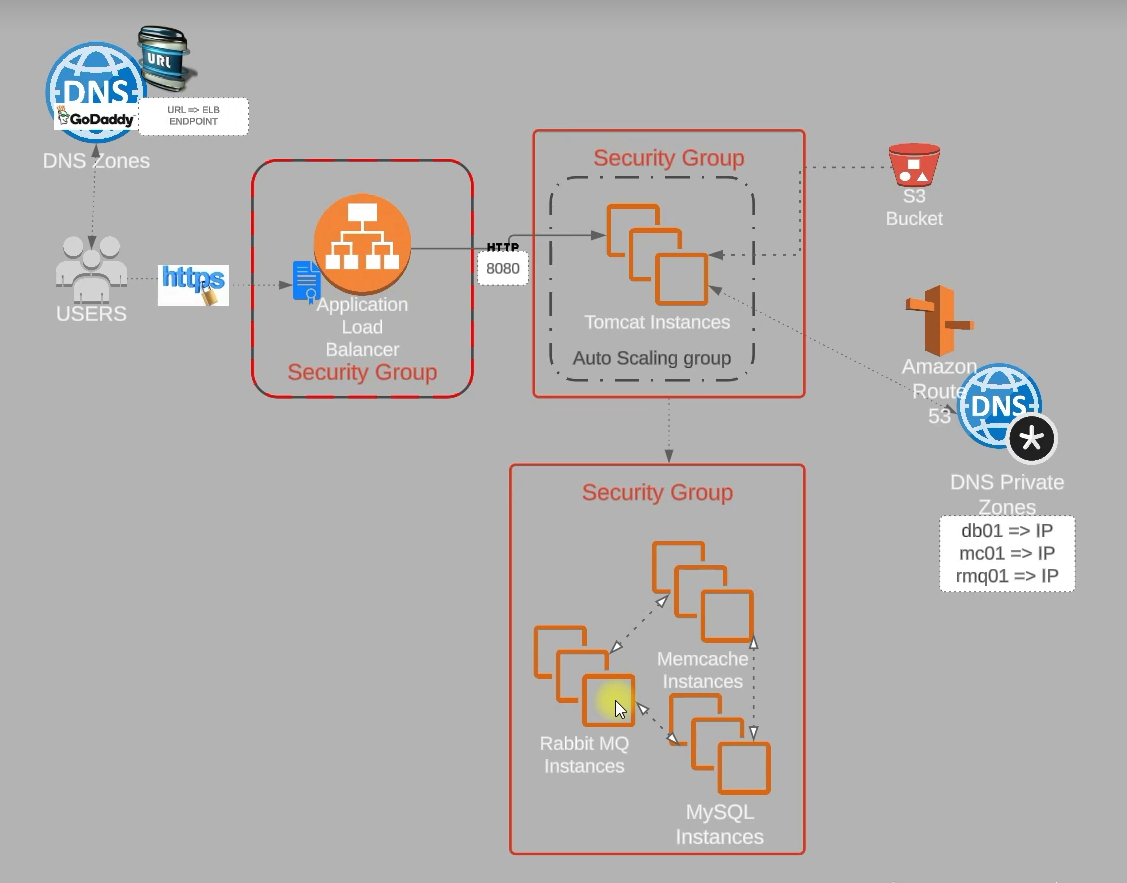 URL
DNS
GoDaddy
URL => ELB
ENDPOINT
DNS Zones
USERS
https
Application
Load
Balancer
Security Group
HTTP
8080
Security Group
Tomcat Instances
Auto Scaling group
S3
Bucket
Amazon
Route
53
DNS
*
DNS Private
Zones
db01 => IP
mc01 => IP
rmq01 => IP
Security Group
Memcache
Instances
Rabbit MQ
Instances
MySQL
Instances